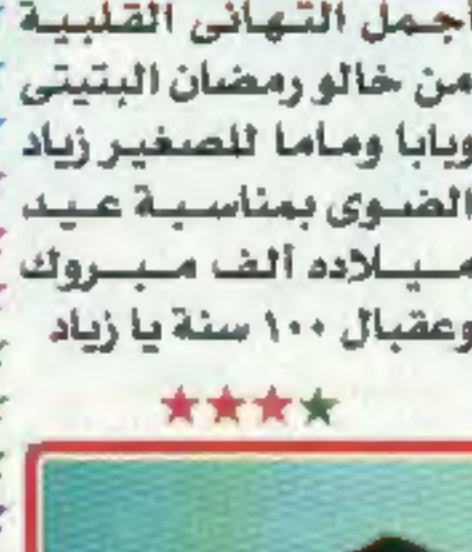 أجمل التهانى القلبية
من خالو رمضان البتيتى
وبابا وماما للصغير زياد
الضوى بمناسبة عيد
ميلاده ألف مبروك
وعقبال ١٠٠ سنة يا زياد